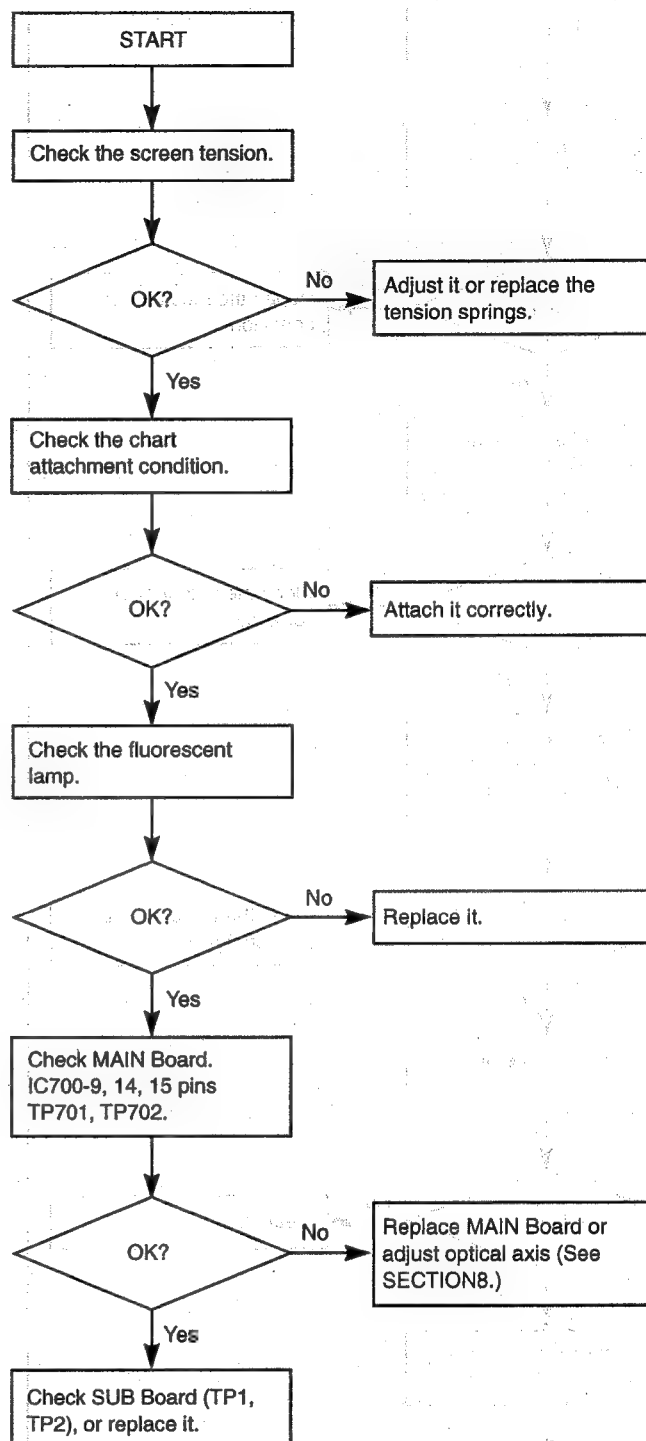 START
Check the screen tension.
OK?
No
Adjust it or replace the
tension springs.
Yes
Check the chart
attachment condition.
OK?
No
Attach it correctly.
Yes
Check the fluorescent
lamp.
OK?
No
Replace it.
Yes
Check MAIN Board.
IC700-9, 14, 15 pins
TP701, TP702.
OK?
No
Replace MAIN Board or
adjust optical axis (See
SECTION8.)
Yes
Check SUB Board (TP1,
TP2), or replace it.